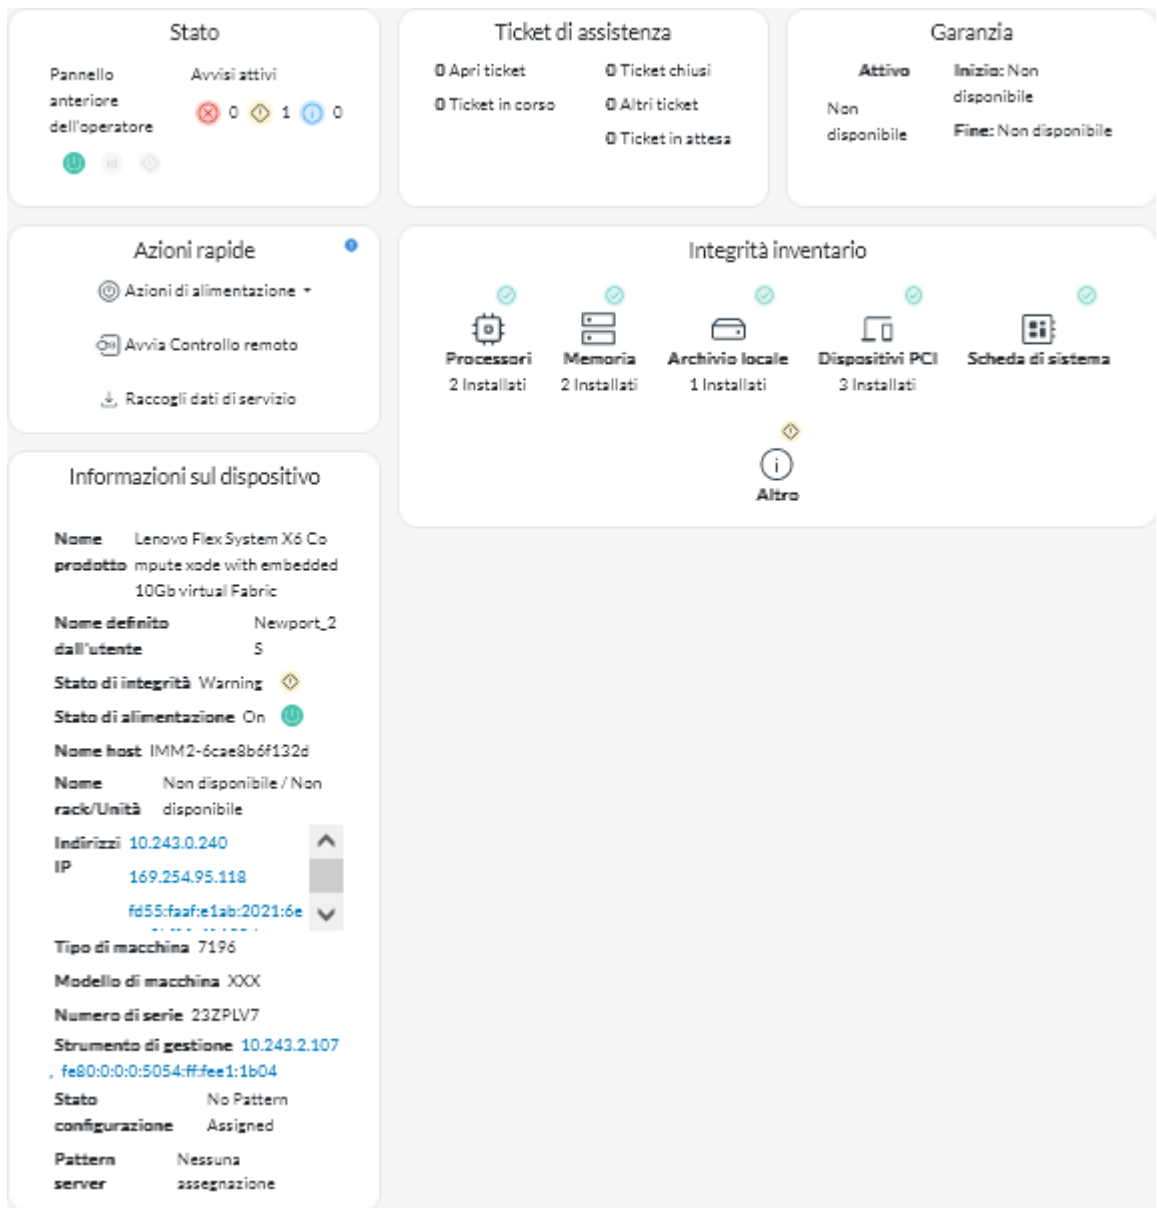 Stato
Pannello
anteriore
dell'operatore
Avvisi attivi
0 1 0
id
Ticket di assistenza
0 Apri ticket
0 Ticket in corso
0 Ticket chiusi
0 Altri ticket
0 Ticket in attesa
Garanzia
Attivo
Non
disponibile
Inizio: Non
disponibile
Fine: Non disponibile
Azioni rapide
Azioni di alimentazione
Avvia Controllo remoto
Raccogli dati di servizio
Integrità inventario
Processori
2 Installati
Memoria
2 Installati
Archivio locale
1 Installati
Dispositivi PCI
3 Installati
Scheda di sistema
Altro
Informazioni sul dispositivo
Nome Lenovo Flex System X6 Co
prodotto mpute xode with embedded
10Gb virtual Fabric
Nome definito Newport_2
dall'utente S
Stato di integrità Warning
Stato di alimentazione On
Nome host IMM2-6cae8b6f132d
Nome Non disponibile / Non
rack/Unità disponibile
Indirizzi 10.243.0.240
IP
169.254.95.118
fd55:faaf:e1ab:2021:6e
Tipo di macchina 7196
Modello di macchina XXX
Numero di serie 23ZPLV7
Strumento di gestione 10.243.2.107
, fe80:0:0:0:5054:ff:fee1:1b04
Stato No Pattern
configurazione Assigned
Pattern Nessuna
server assegnazione